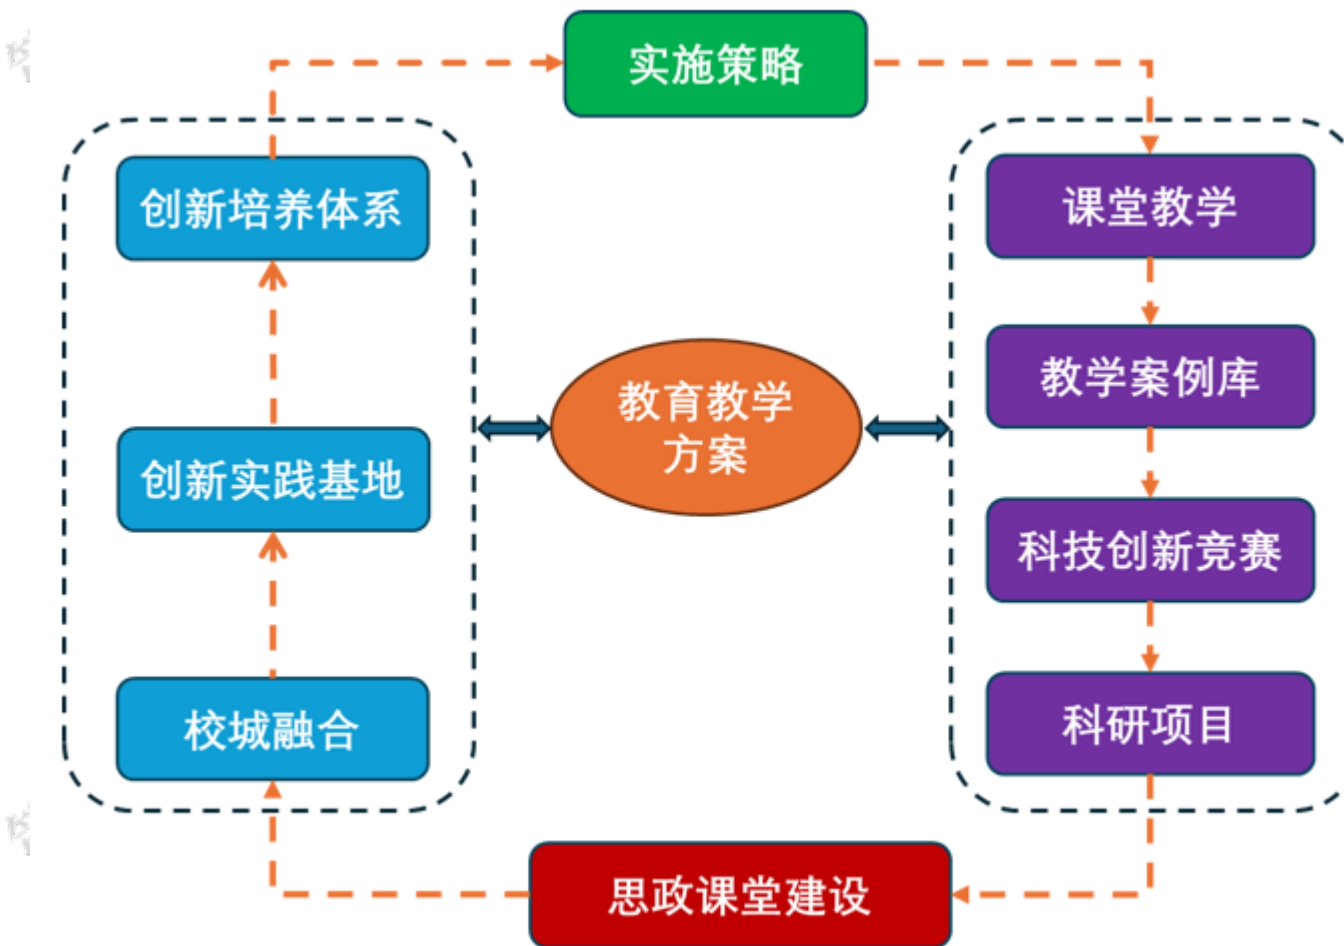 实施策略
创新培养体系
课堂教学
教学案例库
教育教学
方案
创新实践基地
科技创新竞赛
校城融合
科研项目
思政课堂建设